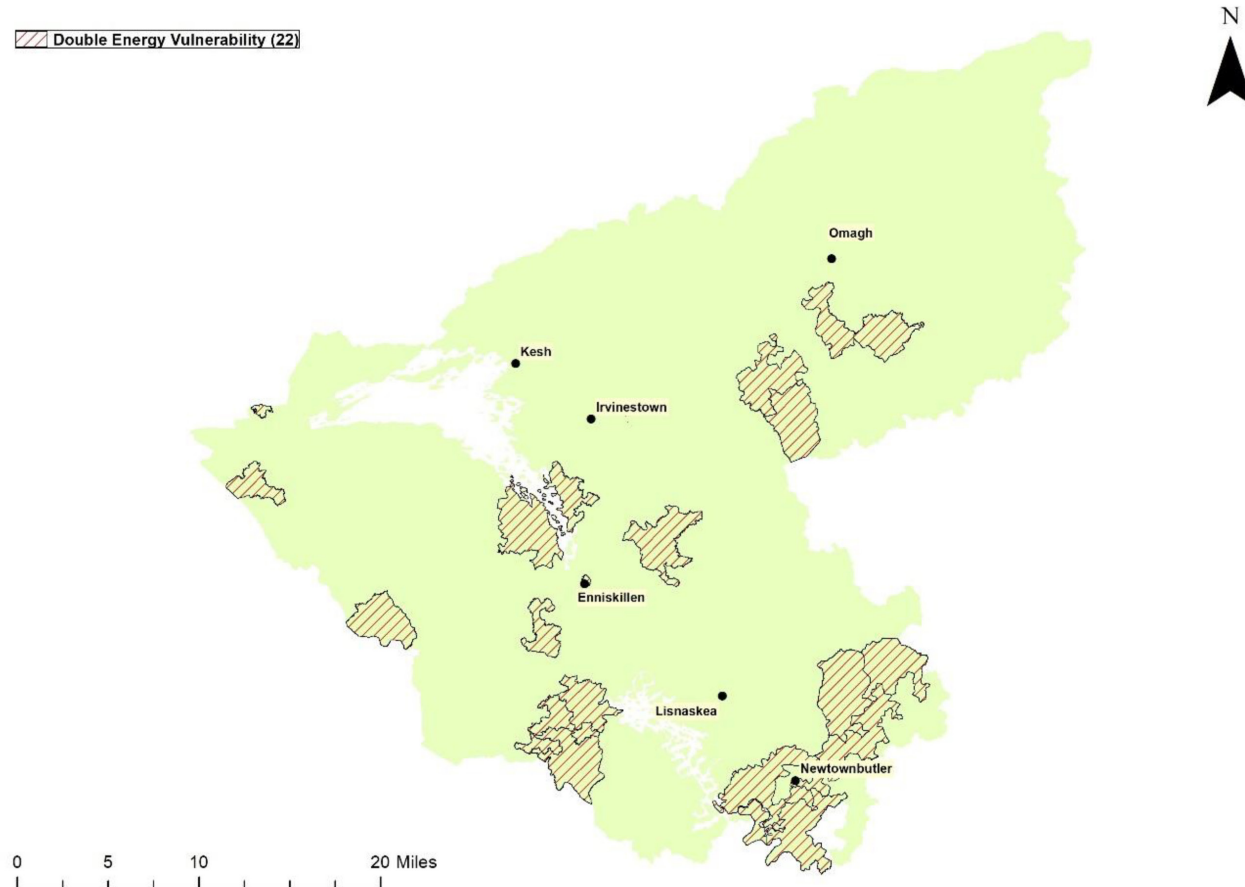 N
Double Energy Vulnerability (22)
Omagh
Kesh
Irvinestown
Enniskillen
Lisnaskea
Newtownbutler
0 5 10 20 Miles